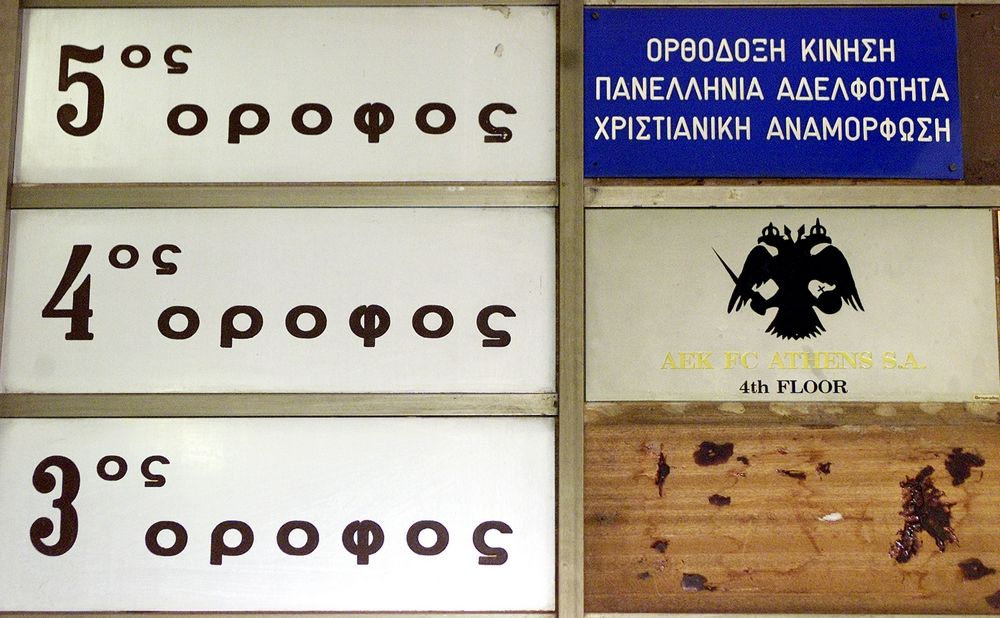 5ος
οροφος
ΟΡΘΟΔΟΞΗ ΚΙΝΗΣΗ
ΠΑΝΕΛΛΗΝΙΑ ΑΔΕΛΦΟΤΗΤΑ
ΧΡΙΣΤΙΑΝΙΚΗ ΑΝΑΜΟΡΦΩΣΗ
4ος
οροφος
AEK FC ATHENS S.A.
4th FLOOR
3ος
οροφος